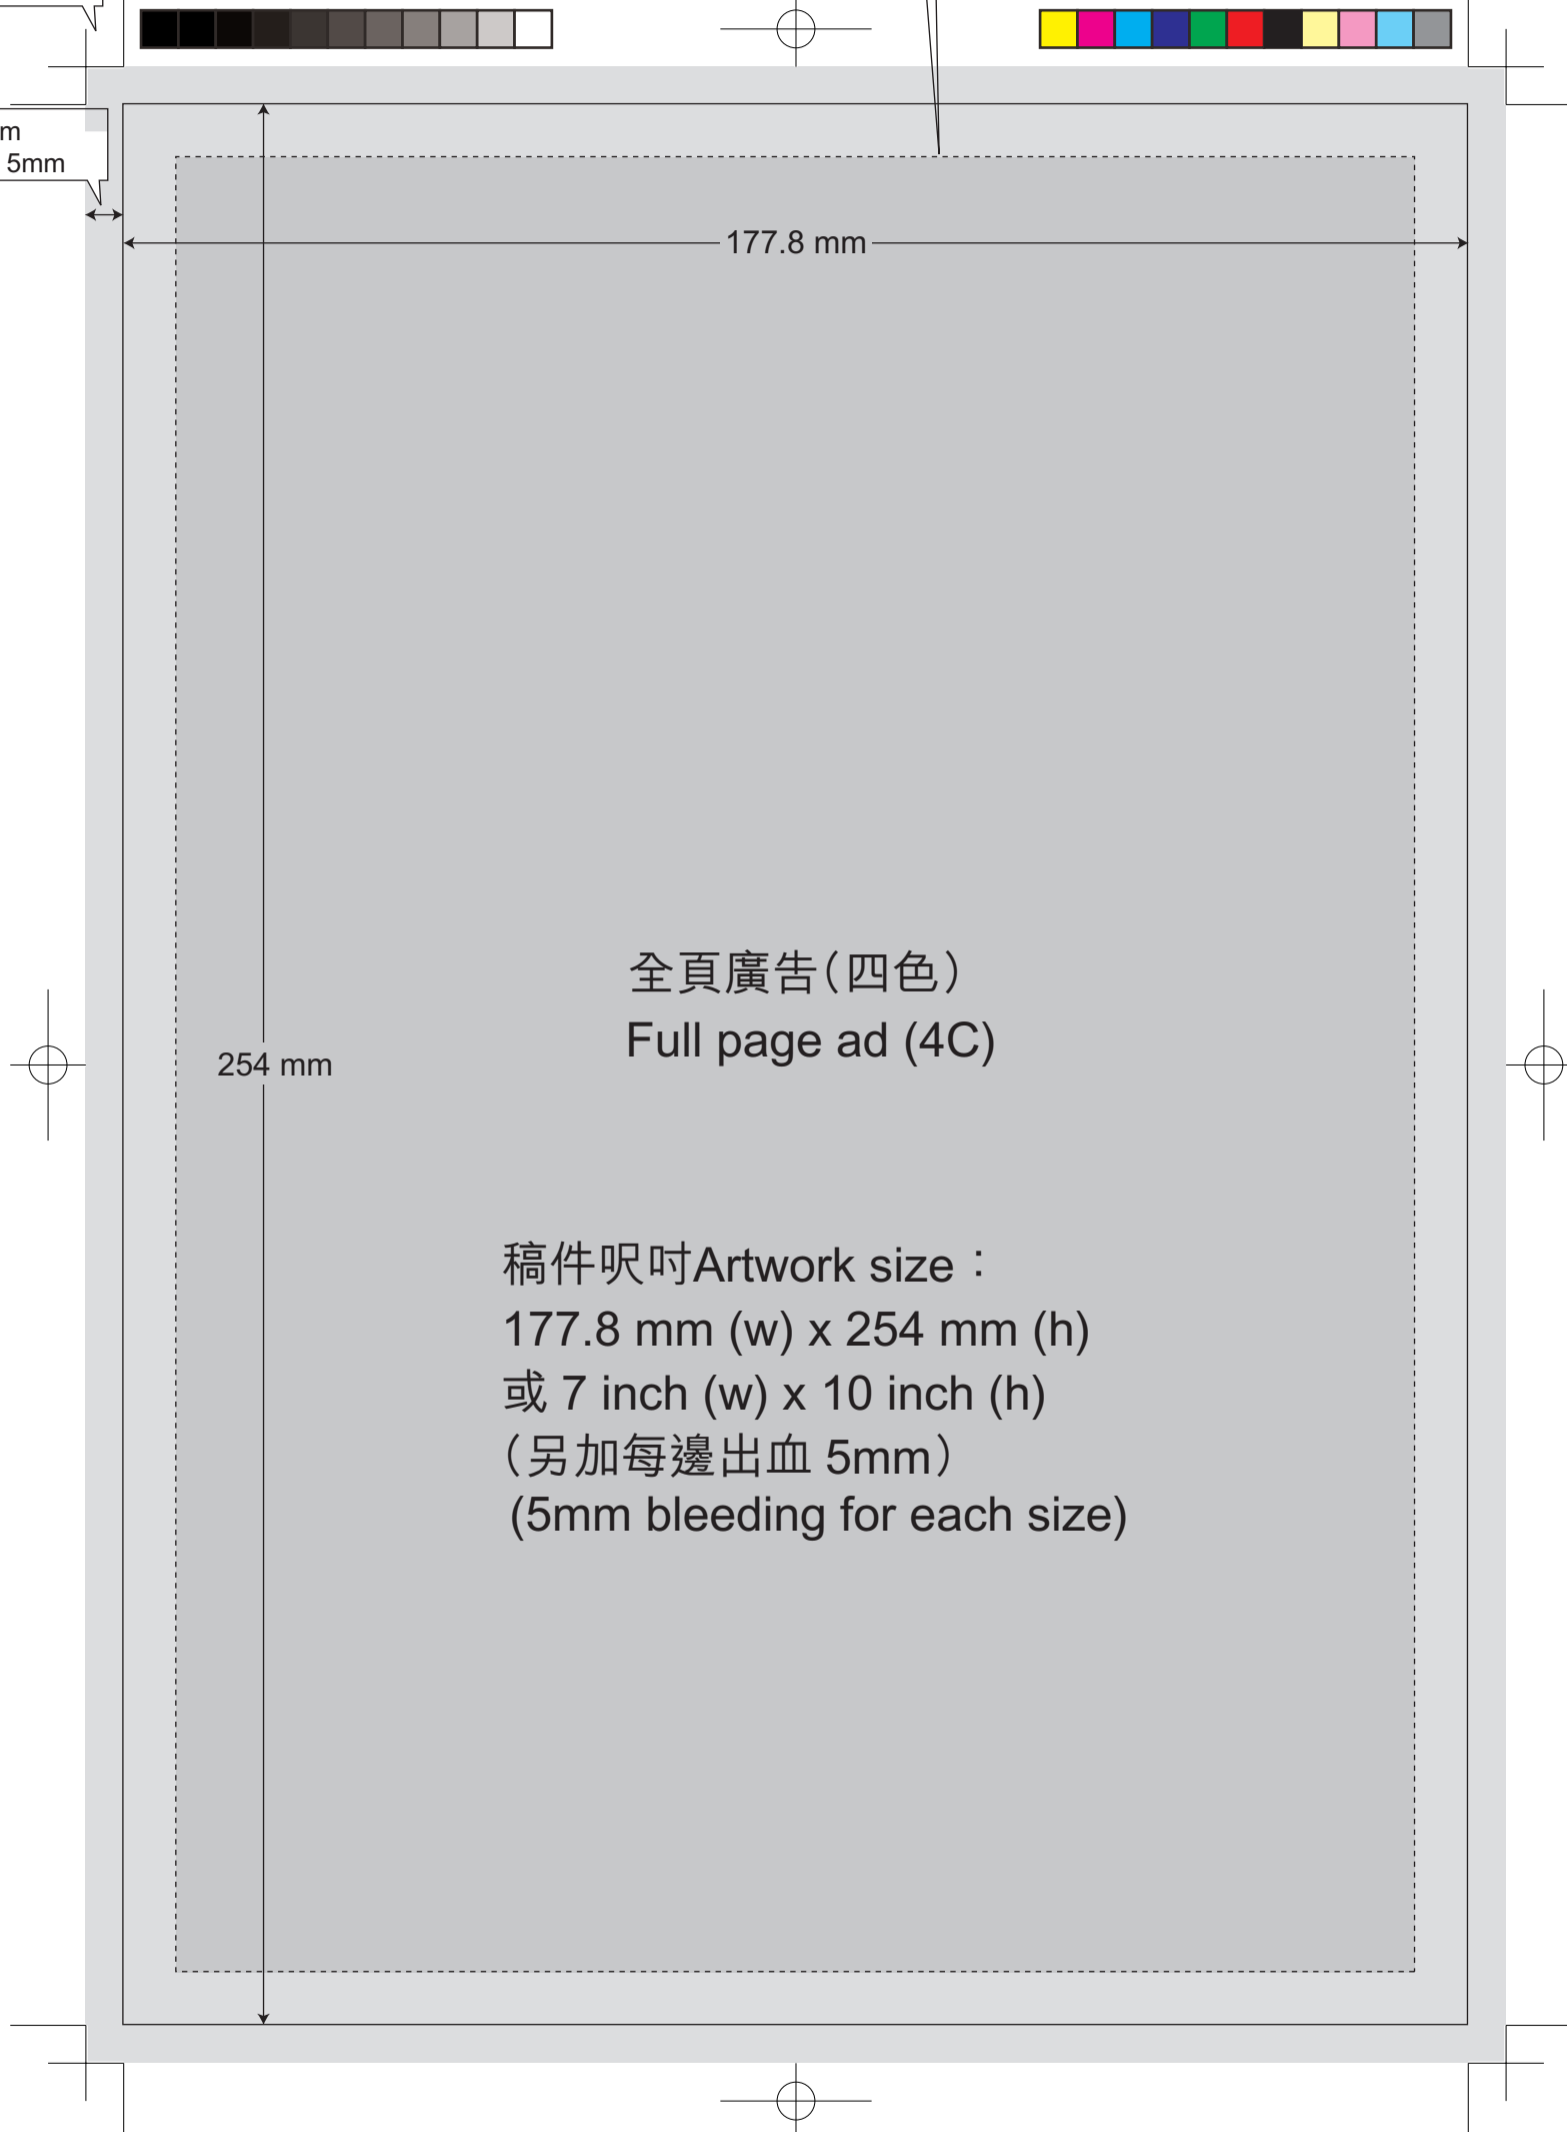 m
5mm
177.8 mm
全頁廣告（四色）
Full page ad (4C)
254 mm
稿件呎吋Artwork size：
177.8 mm (w) x 254 mm (h)
或 7 inch (w) x 10 inch (h)
（另加每邊出血 5mm）
(5mm bleeding for each size)